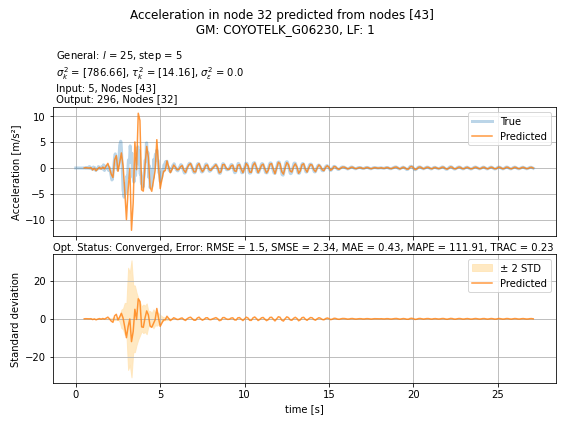 Acceleration in node 32 predicted from nodes [43]
GM: COYOTELK_G06230, LF: 1
General: l = 25, step = 5
σ²ₖ = [786.66], τ²ₖ = [14.16], σ²_ε = 0.0
Input: 5, Nodes [43]
Output: 296, Nodes [32]
Acceleration [m/s²]
10
5
0
−5
−10
True
Predicted
Opt. Status: Converged, Error: RMSE = 1.5, SMSE = 2.34, MAE = 0.43, MAPE = 111.91, TRAC = 0.23
Standard deviation
20
0
−20
± 2 STD
Predicted
0 5 10 15 20 25
time [s]